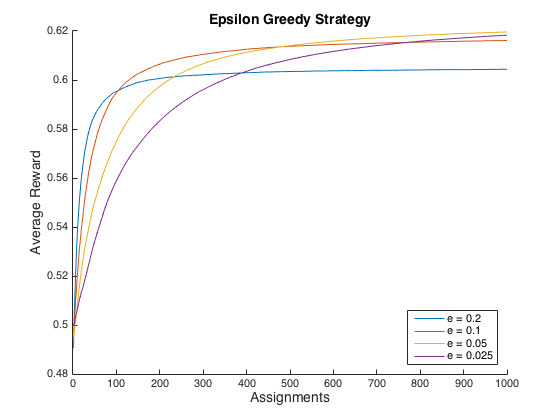 Epsilon Greedy Strategy
Average Reward
0.62
0.6
0.58
0.56
0.54
0.52
0.5
0.48
e = 0.2
e = 0.1
e = 0.05
e = 0.025
0 100 200 300 400 500 600 700 800 900 1000
Assignments